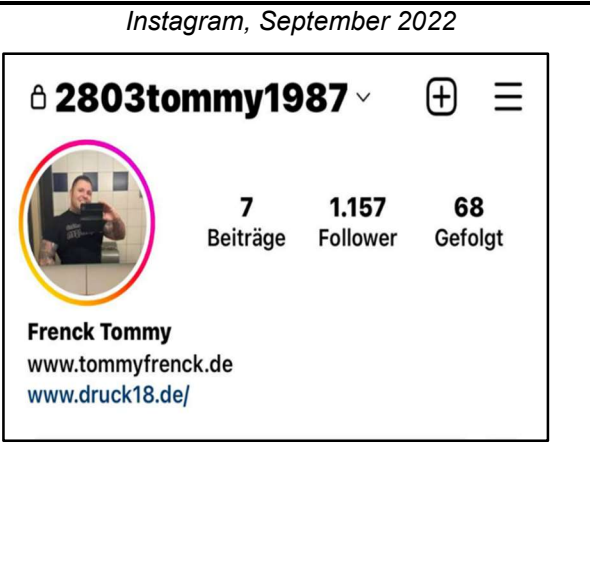 Instagram, September 2022
2803tommy1987
7 1.157 68
Beiträge Follower Gefolgt
Frenck Tommy
www.tommyfrenck.de
www.druck18.de/